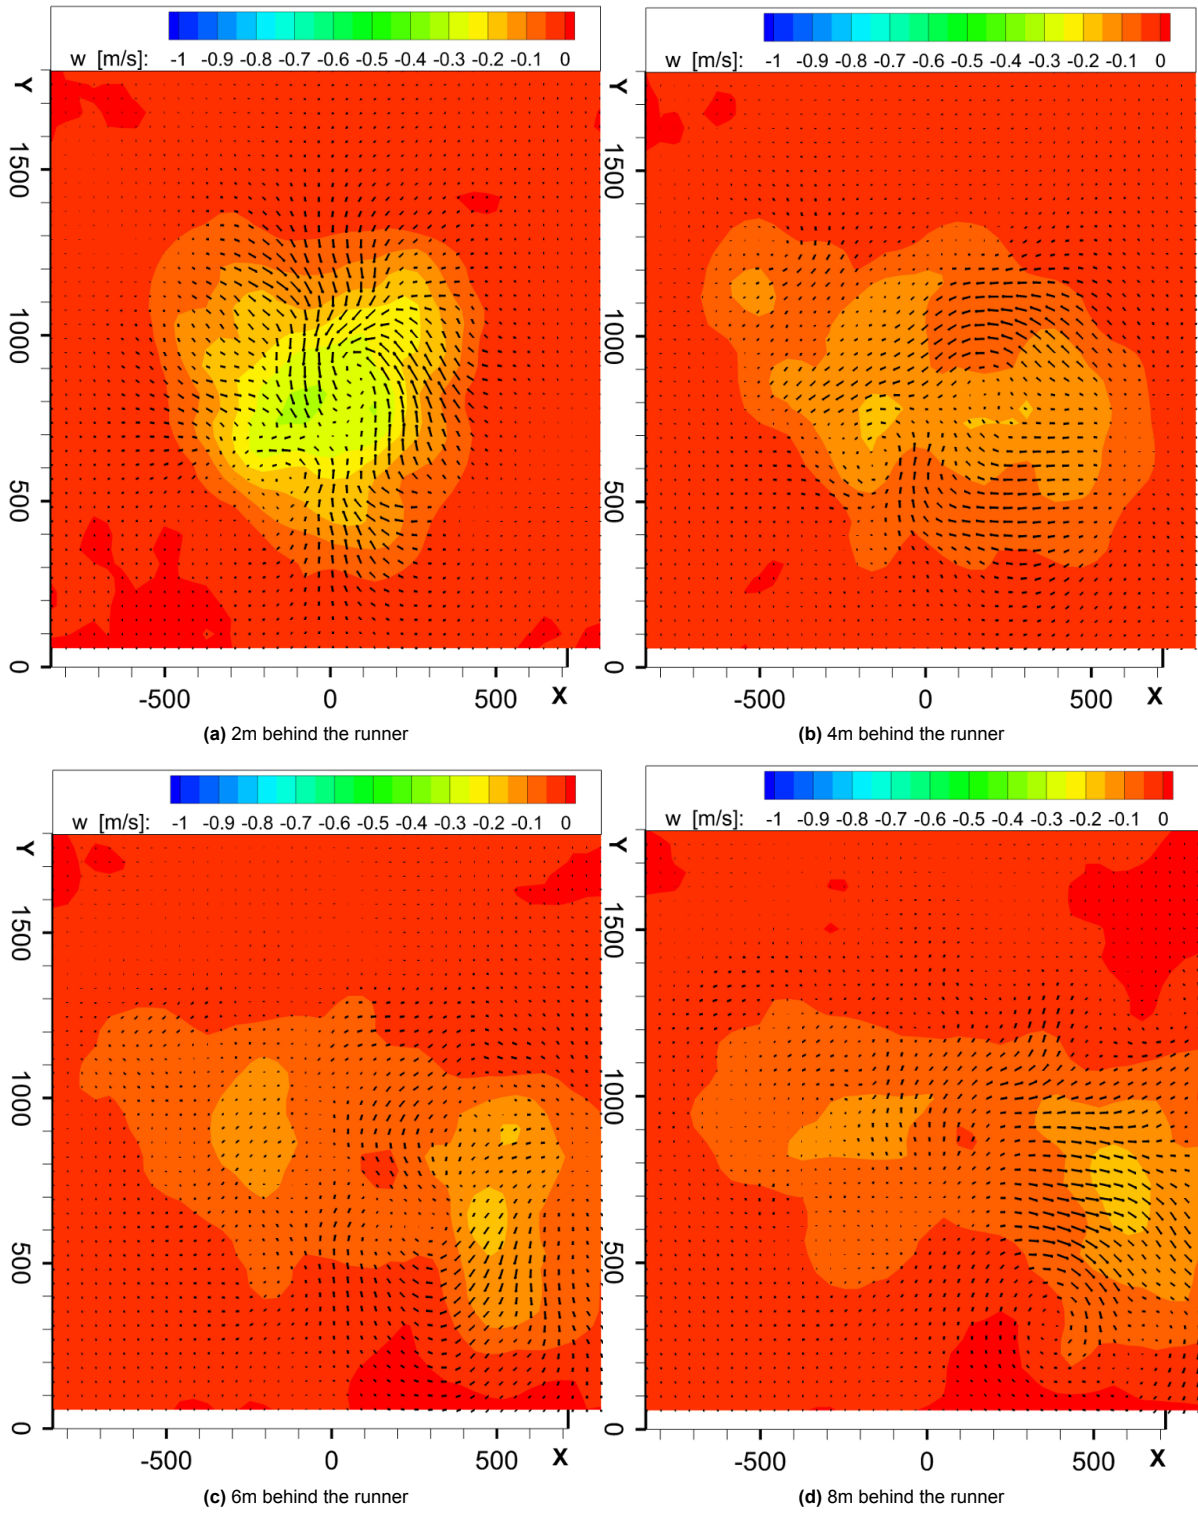 w [m/s]: -1 -0.9 -0.8 -0.7 -0.6 -0.5 -0.4 -0.3 -0.2 -0.1 0
w [m/s]: -1 -0.9 -0.8 -0.7 -0.6 -0.5 -0.4 -0.3 -0.2 -0.1 0
Y
1500
1000
500
0
Y
1500
1000
500
0
-500 0 500 X
-500 0 500 X
(a) 2m behind the runner
(b) 4m behind the runner
w [m/s]: -1 -0.9 -0.8 -0.7 -0.6 -0.5 -0.4 -0.3 -0.2 -0.1 0
w [m/s]: -1 -0.9 -0.8 -0.7 -0.6 -0.5 -0.4 -0.3 -0.2 -0.1 0
Y
1500
1000
500
0
Y
1500
1000
500
0
-500 0 500 X
-500 0 500 X
(c) 6m behind the runner
(d) 8m behind the runner